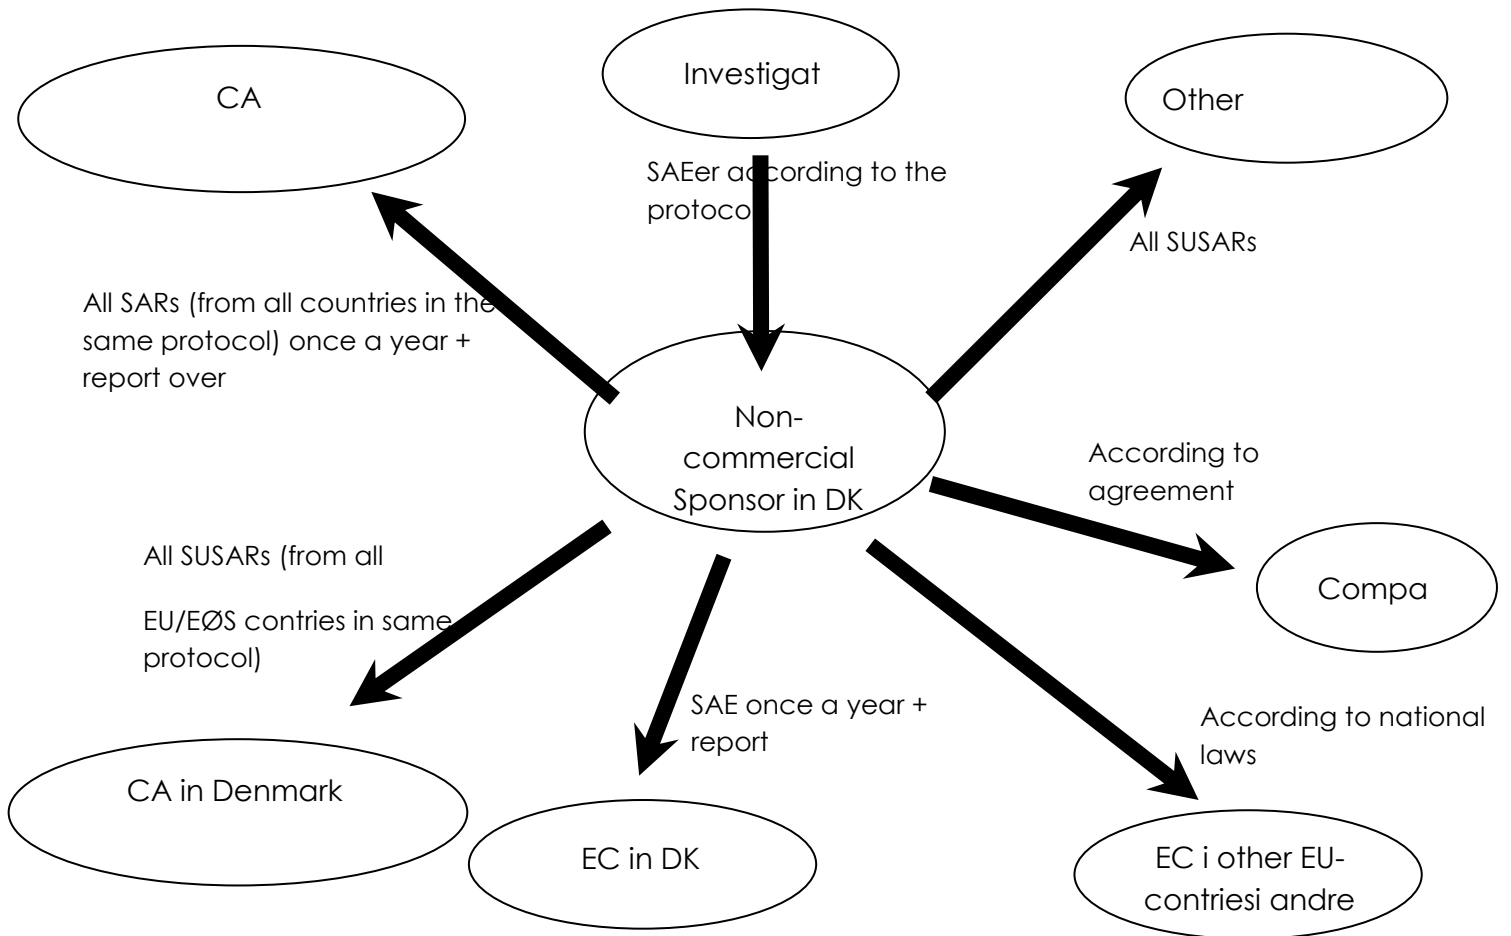 CA
Investigat
Other
SAEer according to the
protocol
All SUSARs
All SARs (from all countries in the
same protocol) once a year +
report over
Non-
commercial
Sponsor in DK
According to
agreement
All SUSARs (from all
EU/EØS contries in same
protocol)
Compa
SAE once a year +
report
According to national
laws
CA in Denmark
EC in DK
EC i other EU-
contriesi andre